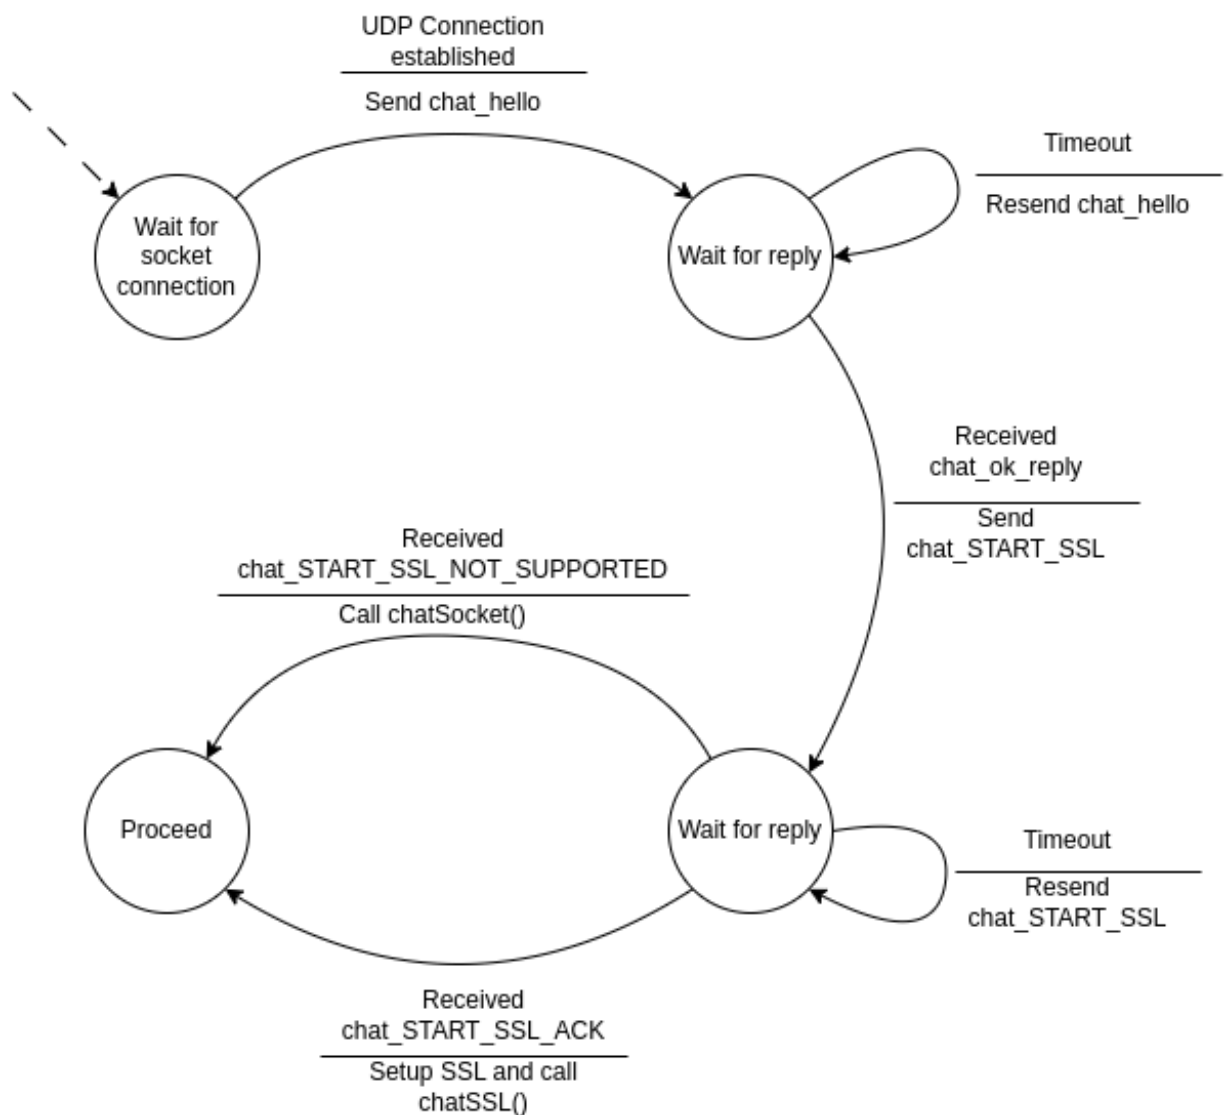 UDP Connection
established
Send chat_hello
Timeout
Resend chat_hello
Wait for
socket
connection
Wait for reply
Received
chat_ok_reply
Send
chat_START_SSL
Received
chat_START_SSL_NOT_SUPPORTED
Call chatSocket()
Proceed
Wait for reply
Timeout
Resend
chat_START_SSL
Received
chat_START_SSL_ACK
Setup SSL and call
chatSSL()